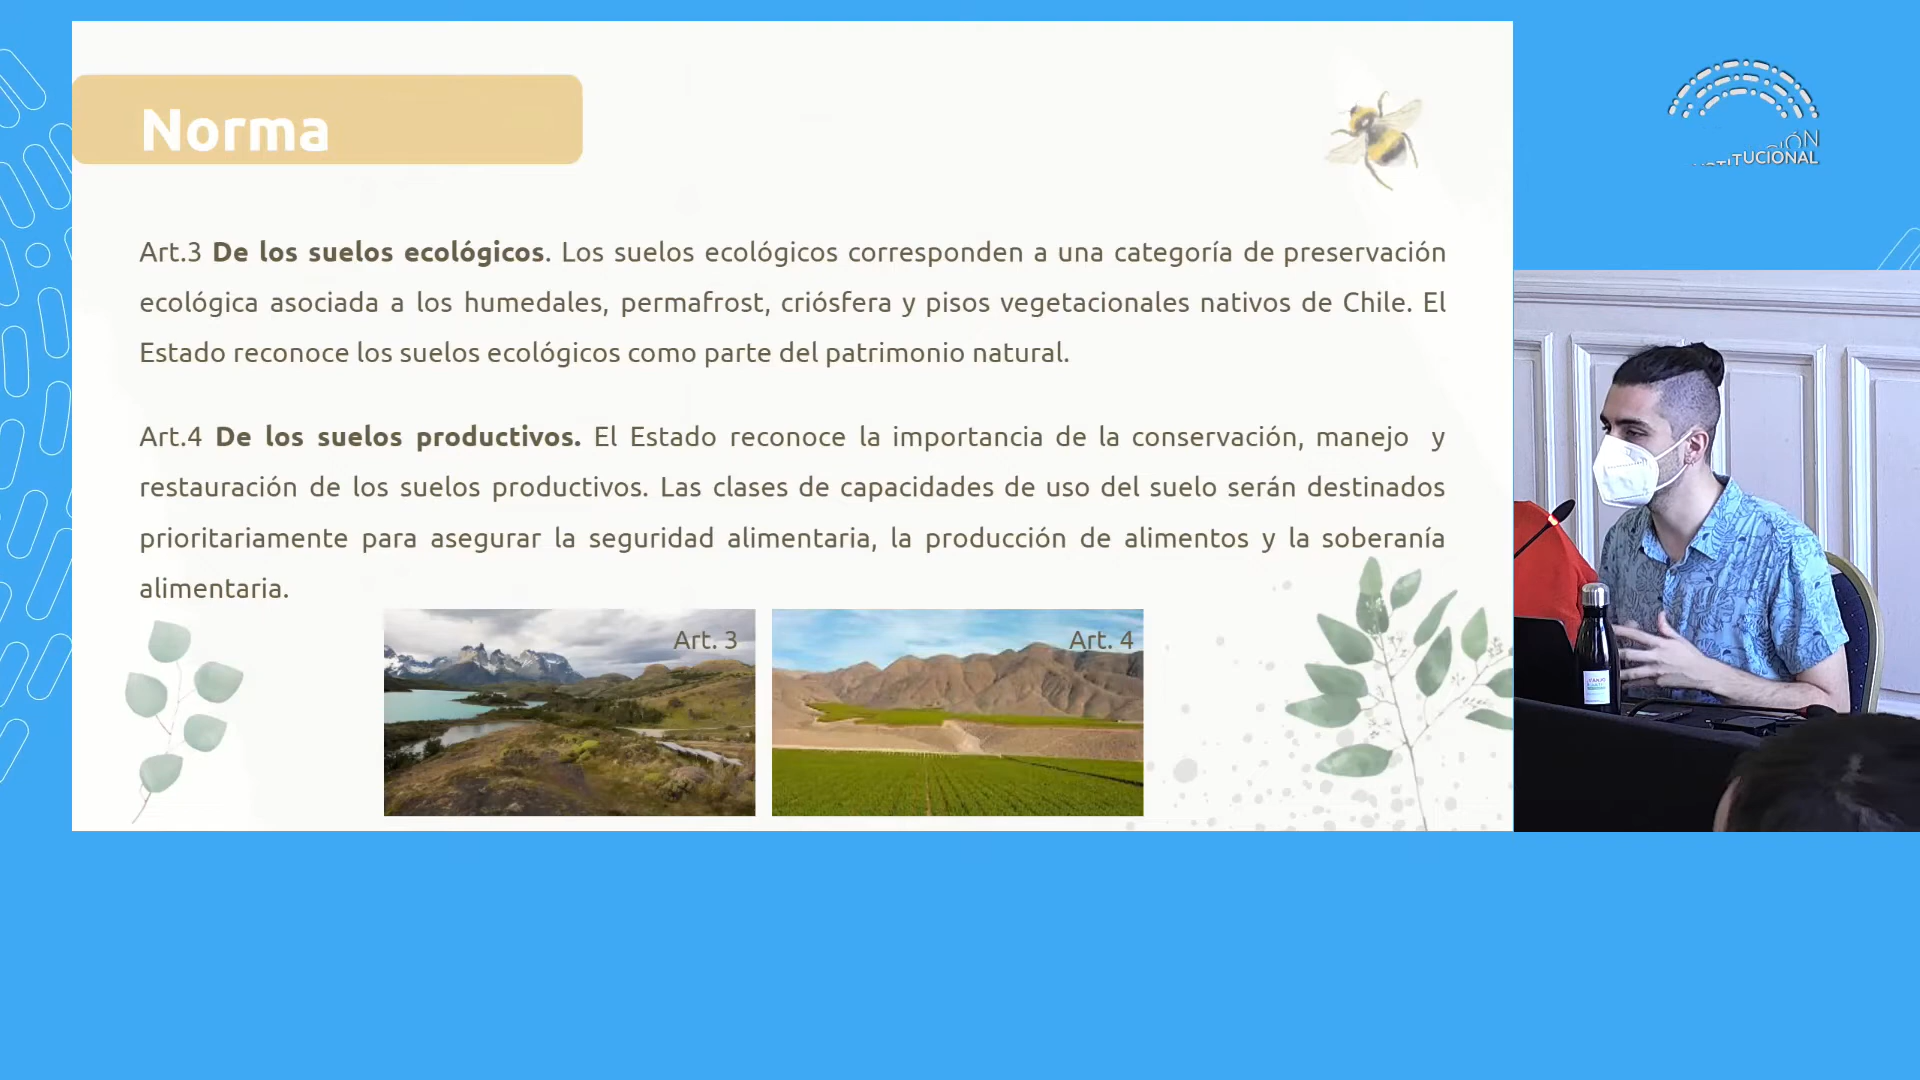 Norma
Art.3 De los suelos ecológicos. Los suelos ecológicos corresponden a una categoría de preservación
ecológica asociada a los humedales, permafrost, criósfera y pisos vegetacionales nativos de Chile. El
Estado reconoce los suelos ecológicos como parte del patrimonio natural.
Art.4 De los suelos productivos. El Estado reconoce la importancia de la conservación, manejo y
restauración de los suelos productivos. Las clases de capacidades de uso del suelo serán destinados
prioritariamente para asegurar la seguridad alimentaria, la producción de alimentos y la soberanía
alimentaria.
Art. 3
Art. 4